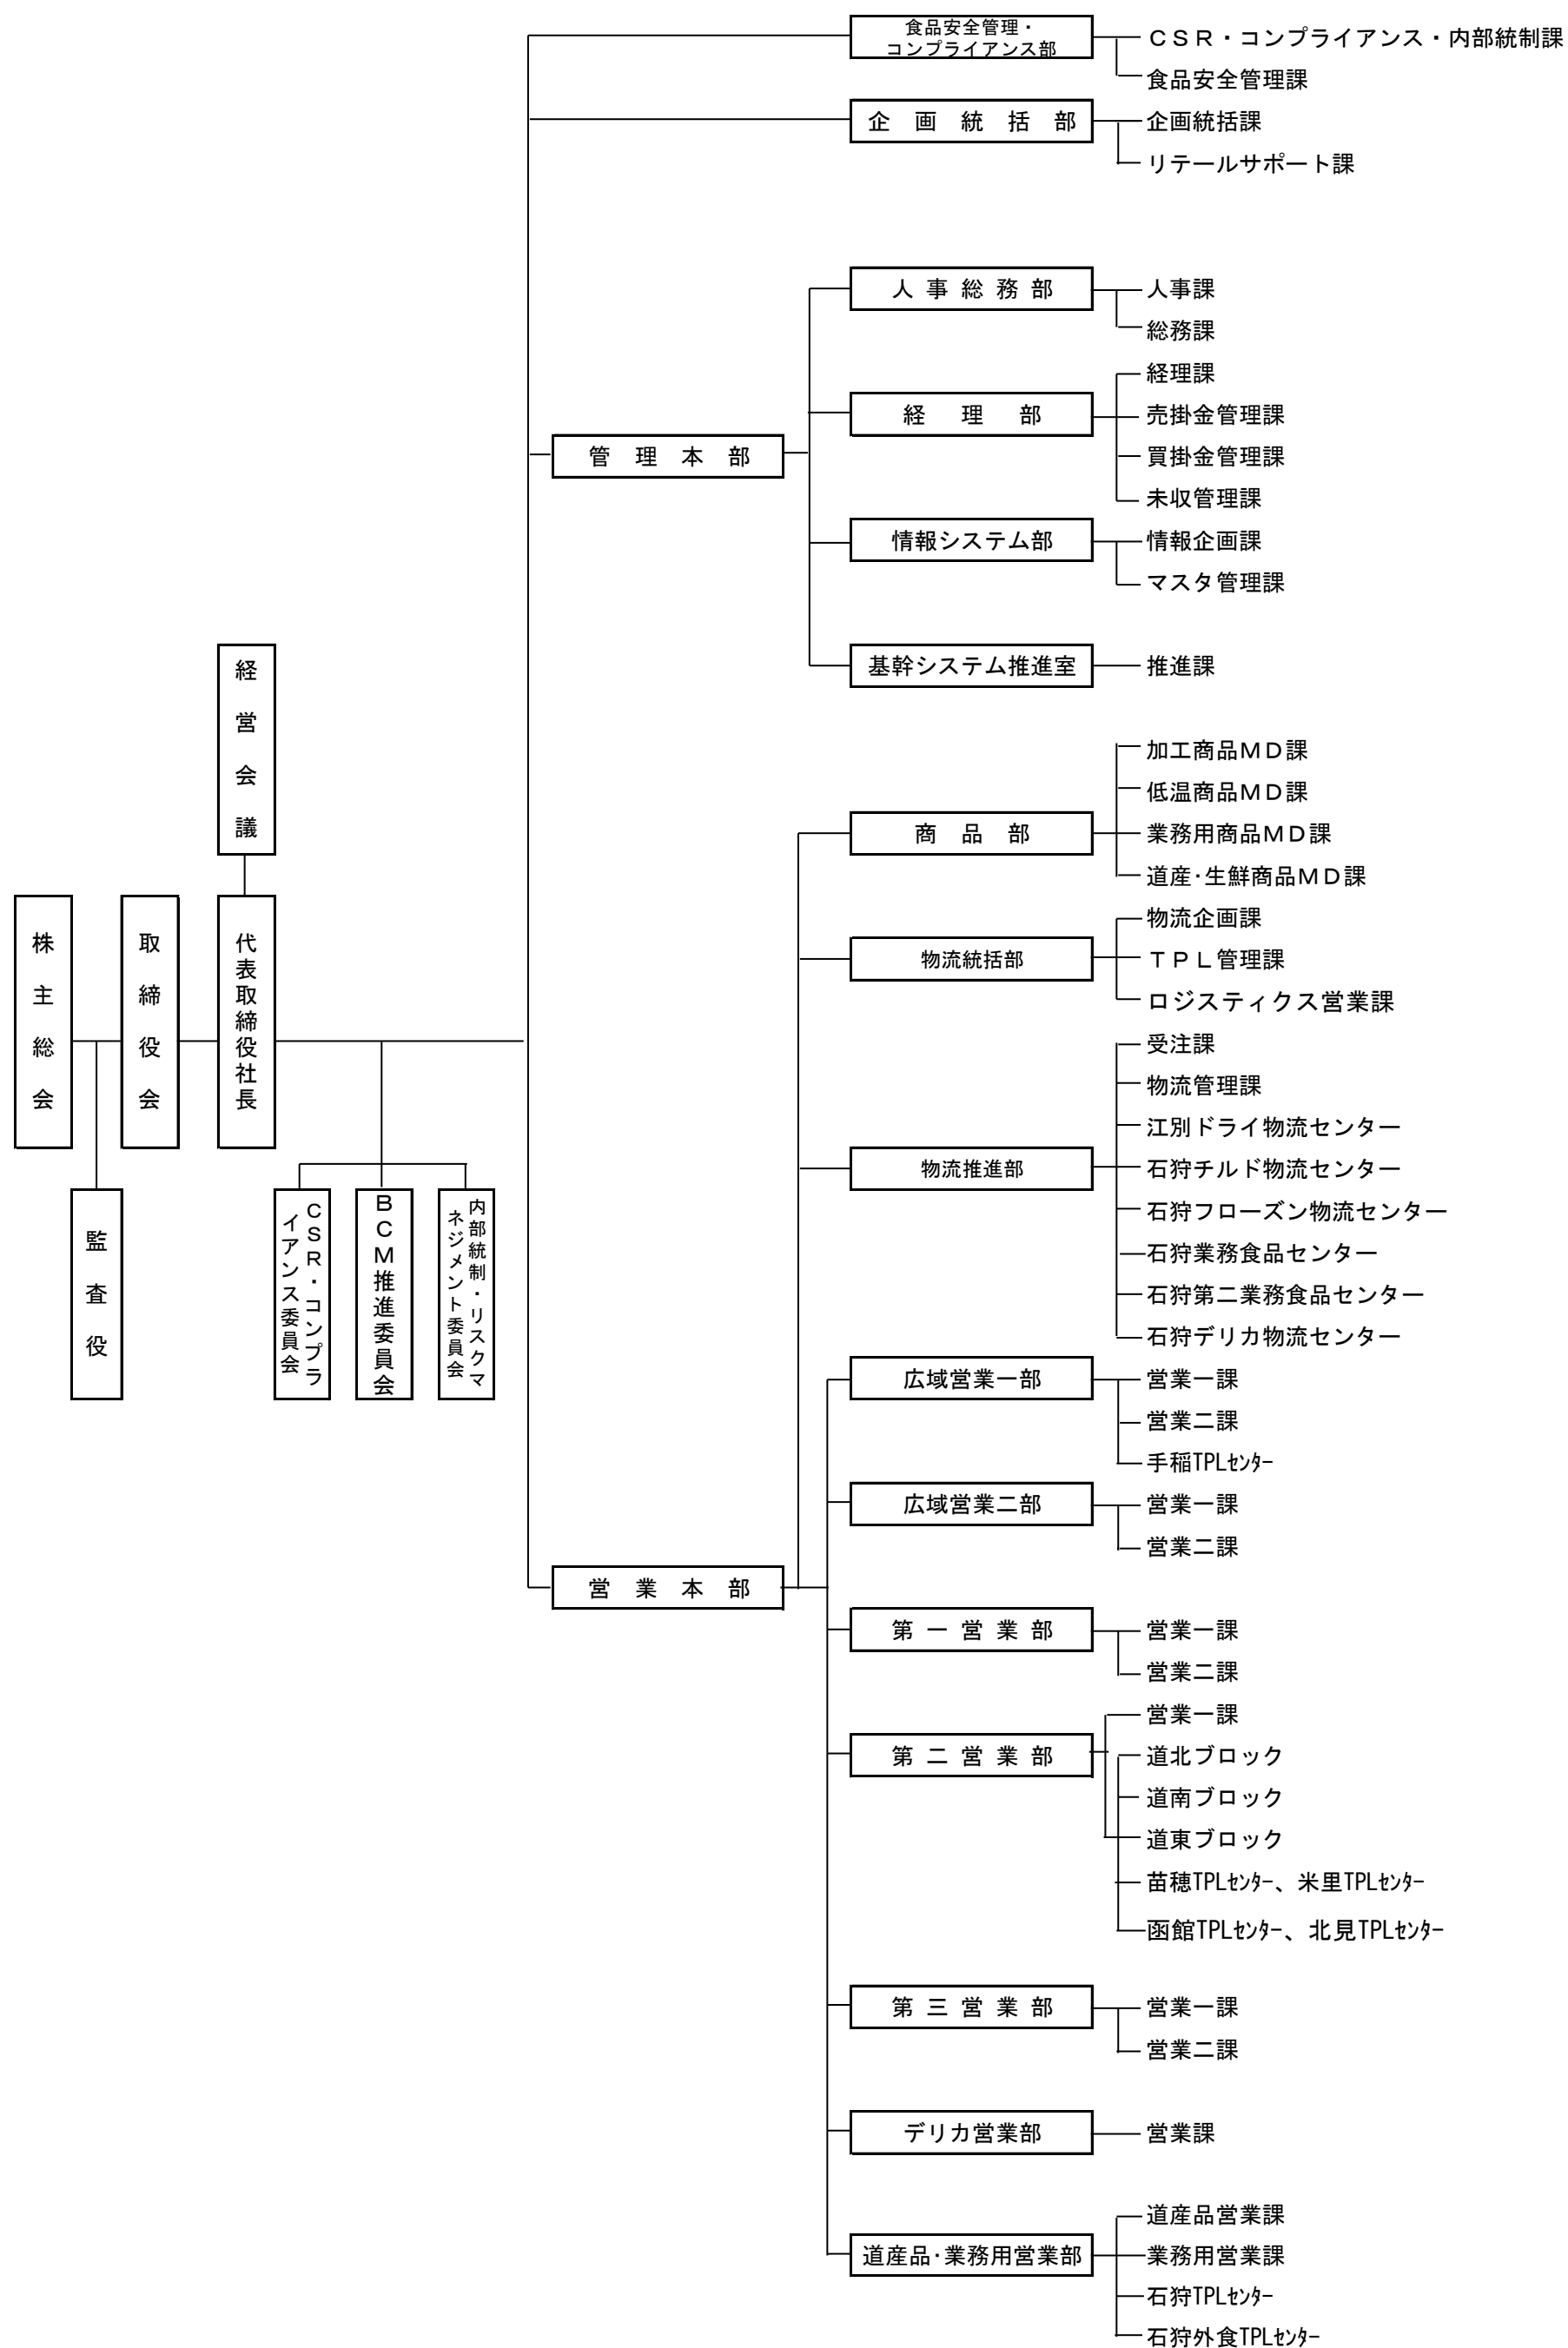 食品安全管理・
コンプライアンス部
ＣＳＲ・コンプライアンス・内部統制課
食品安全管理課
企画統括部
企画統括課
リテールサポート課
人事総務部
人事課
総務課
経理部
経理課
売掛金管理課
買掛金管理課
未収管理課
管理本部
情報システム部
情報企画課
マスタ管理課
基幹システム推進室
推進課
経営会議
株主総会
取締役会
代表取締役社長
監査役
ＣＳＲ・コンプラ
イアンス委員会
ＢＣＭ推進委員会
内部統制・リスクマ
ネジメント委員会
商品部
加工商品ＭＤ課
低温商品ＭＤ課
業務用商品ＭＤ課
道産･生鮮商品ＭＤ課
物流統括部
物流企画課
ＴＰＬ管理課
ロジスティクス営業課
物流推進部
受注課
物流管理課
江別ドライ物流センター
石狩チルド物流センター
石狩フローズン物流センター
石狩業務食品センター
石狩第二業務食品センター
石狩デリカ物流センター
営業本部
広域営業一部
営業一課
営業二課
手稲TPLｾﾝﾀｰ
広域営業二部
営業一課
営業二課
第一営業部
営業一課
営業二課
第二営業部
営業一課
道北ブロック
道南ブロック
道東ブロック
苗穂TPLｾﾝﾀｰ、米里TPLｾﾝﾀｰ
函館TPLｾﾝﾀｰ、北見TPLｾﾝﾀｰ
第三営業部
営業一課
営業二課
デリカ営業部
営業課
道産品･業務用営業部
道産品営業課
業務用営業課
石狩TPLｾﾝﾀｰ
石狩外食TPLｾﾝﾀｰ